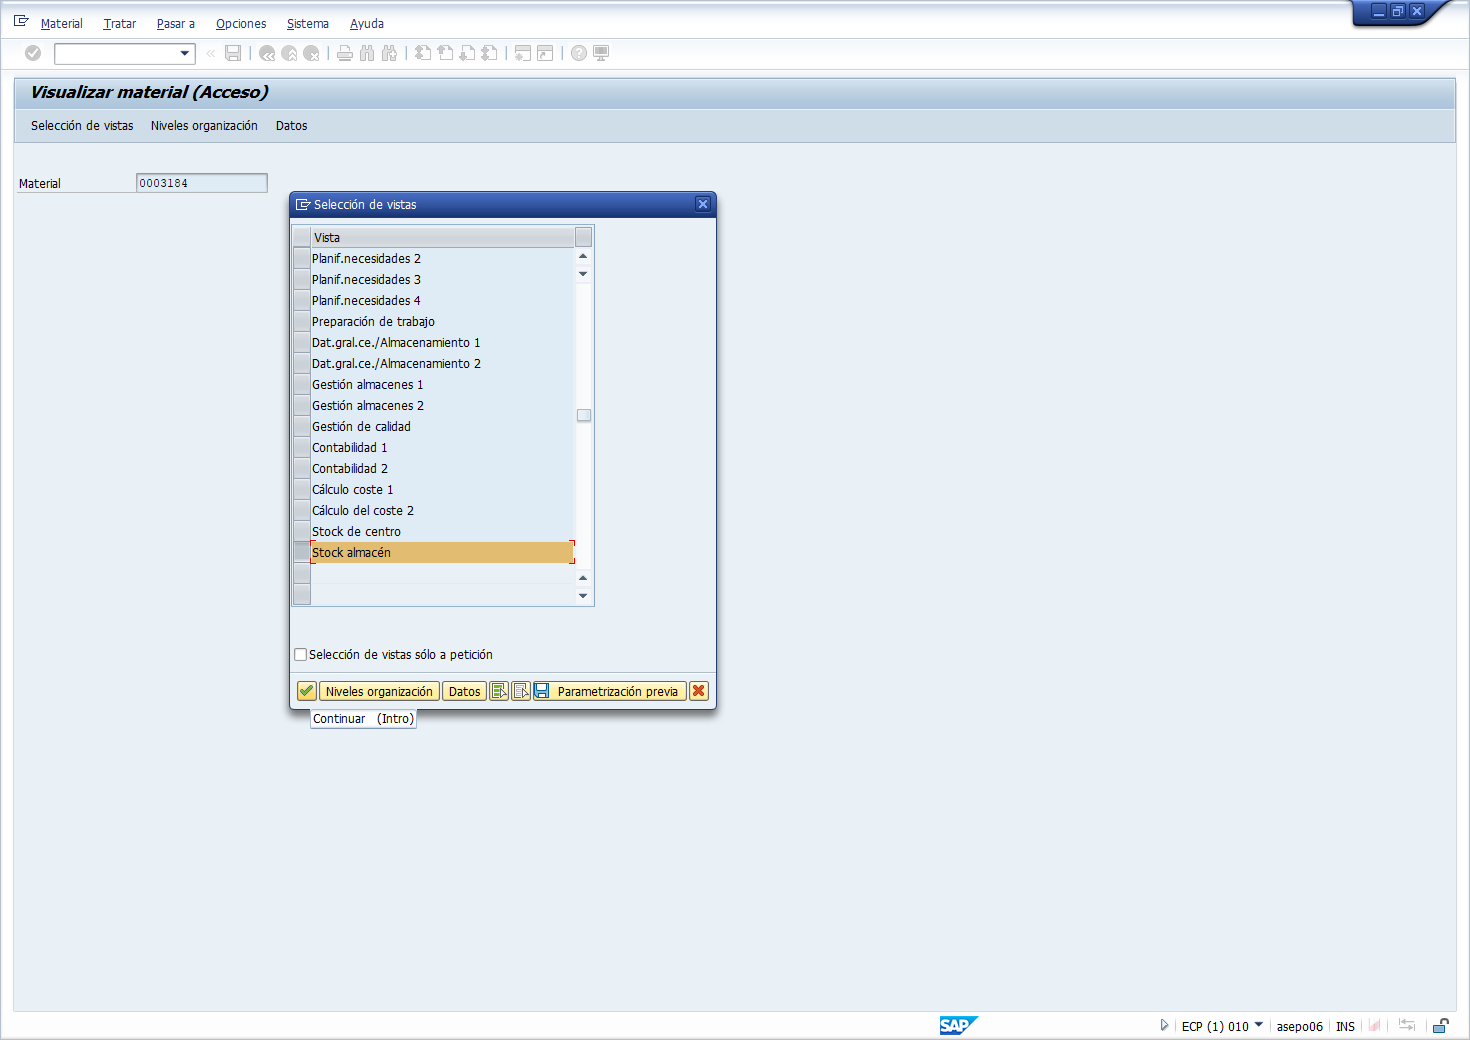 Material Tratar Pasar a Opciones Sistema Ayuda
Visualizar material (Acceso)
Selección de vistas Niveles organización Datos
Material 0003184
Selección de vistas
Vista
Planif.necesidades 2
Planif.necesidades 3
Planif.necesidades 4
Preparación de trabajo
Dat.gral.ce./Almacenamiento 1
Dat.gral.ce./Almacenamiento 2
Gestión almacenes 1
Gestión almacenes 2
Gestión de calidad
Contabilidad 1
Contabilidad 2
Cálculo coste 1
Cálculo del coste 2
Stock de centro
Stock almacén
Selección de vistas sólo a petición
Niveles organización Datos Parametrización previa
Continuar (Intro)
SAP ECP (1) 010 asepo06 INS